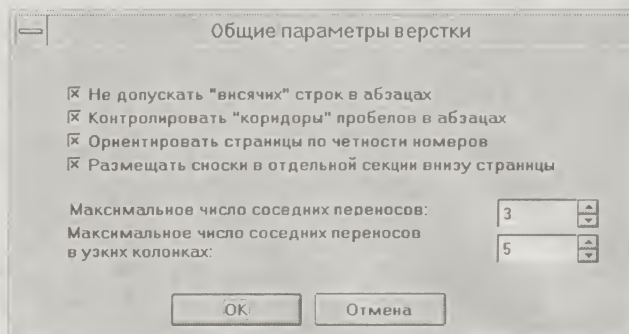 Общие параметры верстки
Не допускать "висячих" строк в абзацах
Контролировать "коридоры" пробелов в абзацах
Ориентировать страницы по четности номеров
Размещать сноски в отдельной секции внизу страницы
Максимальное число соседних переносов: 3
Максимальное число соседних переносов
в узких колонках: 5
OK Отмена